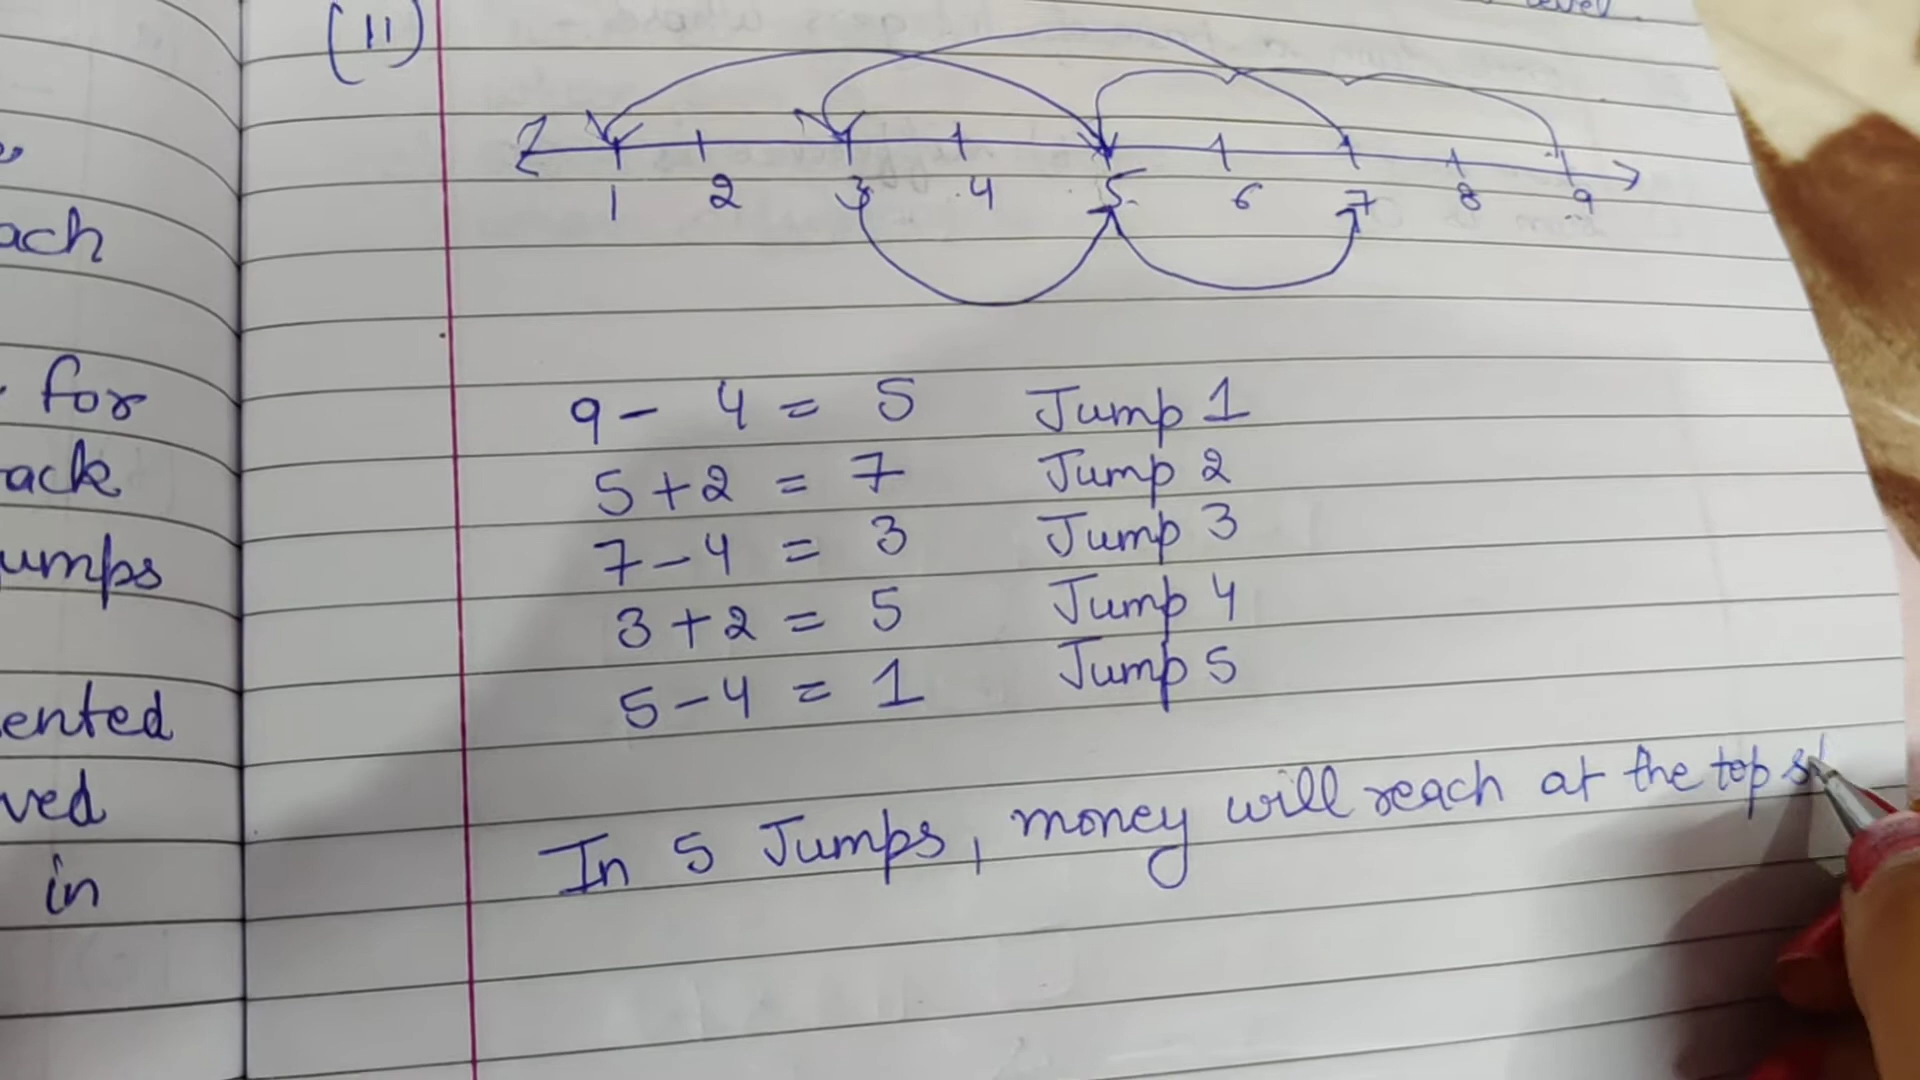 level.
(11)
1 2 3 4 5 6 7 8 9
ach
for
ack
umps
ented
ved
in
9 - 4 = 5 Jump 1
5 + 2 = 7 Jump 2
7 - 4 = 3 Jump 3
3 + 2 = 5 Jump 4
5 - 4 = 1 Jump 5
In 5 Jumps, money will reach at the top s